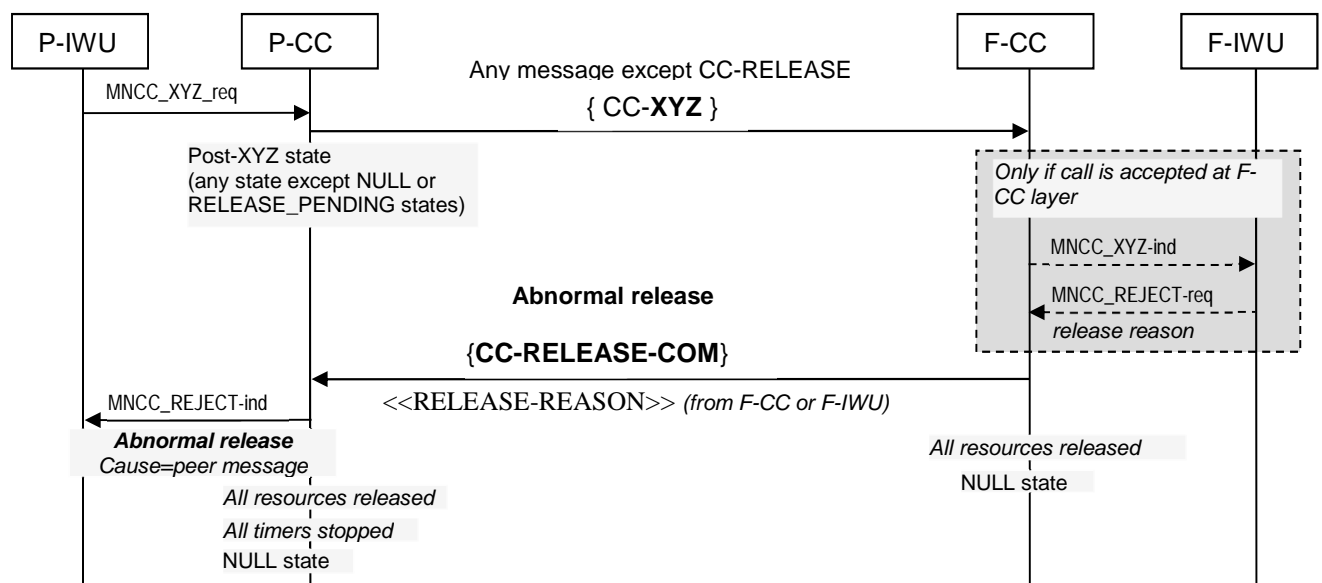 P-IWU
P-CC
F-CC
F-IWU
Any message except CC-RELEASE
MNCC_XYZ_req
{ CC-XYZ }
Post-XYZ state
(any state except NULL or
RELEASE_PENDING states)
Only if call is accepted at F-
CC layer
MNCC_XYZ-ind
MNCC_REJECT-req
release reason
Abnormal release
{CC-RELEASE-COM}
<<RELEASE-REASON>> (from F-CC or F-IWU)
MNCC_REJECT-ind
Abnormal release
Cause=peer message
All resources released
NULL state
All resources released
All timers stopped
NULL state